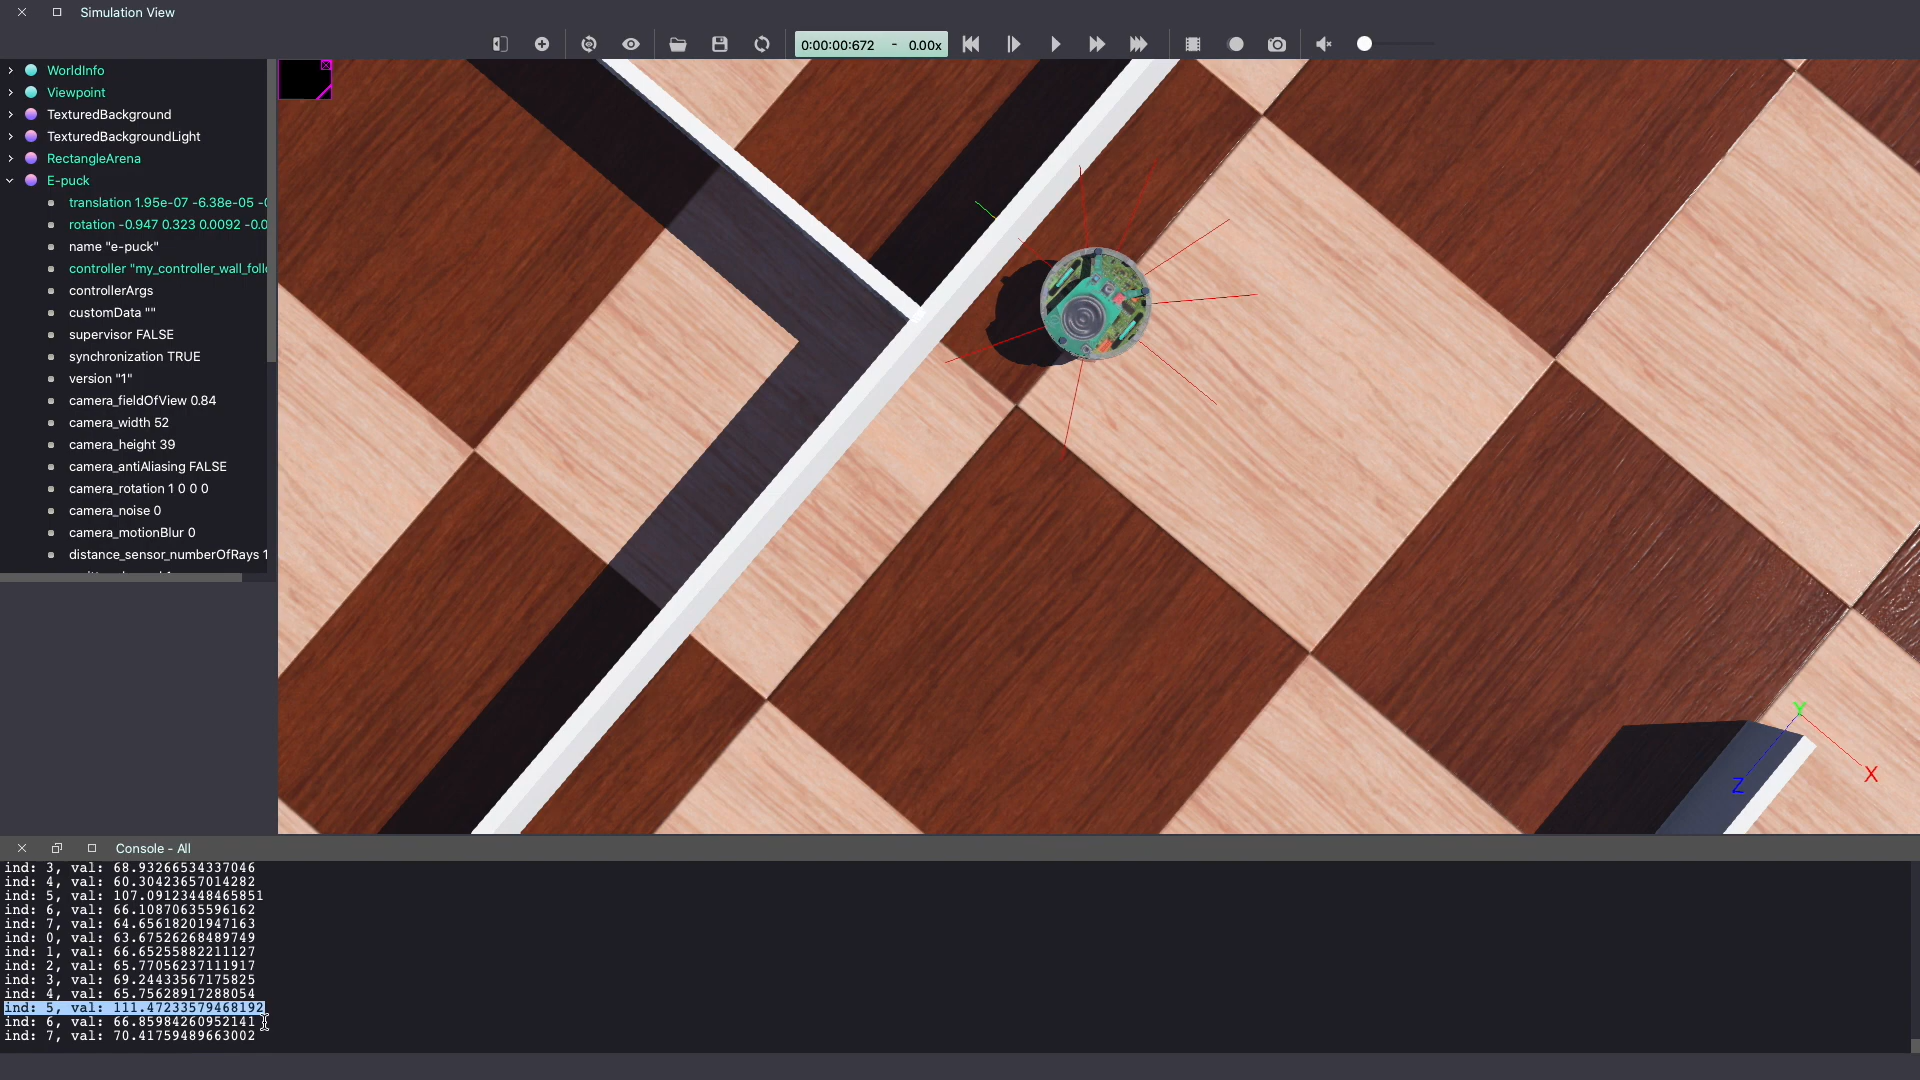 Simulation View
0:00:00:672 - 0.00x
WorldInfo
Viewpoint
TexturedBackground
TexturedBackgroundLight
RectangleArena
E-puck
translation 1.95e-07 -6.38e-05 -0
rotation -0.947 0.323 0.0092 -0.0
name "e-puck"
controller "my_controller_wall_follo
controllerArgs
customData ""
supervisor FALSE
synchronization TRUE
version "1"
camera_fieldOfView 0.84
camera_width 52
camera_height 39
camera_antiAliasing FALSE
camera_rotation 1 0 0 0
camera_noise 0
camera_motionBlur 0
distance_sensor_numberOfRays 1
Y
X
Z
Console - All
ind: 3, val: 68.93266534337046
ind: 4, val: 60.30423657014282
ind: 5, val: 107.09123448465851
ind: 6, val: 66.10870635596162
ind: 7, val: 64.65618201947163
ind: 0, val: 63.67526268489749
ind: 1, val: 66.65255882211127
ind: 2, val: 65.77056237111917
ind: 3, val: 69.24433567175825
ind: 4, val: 65.75628917288054
ind: 5, val: 111.47233579468192
ind: 6, val: 66.85984260952141
ind: 7, val: 70.41759489663002